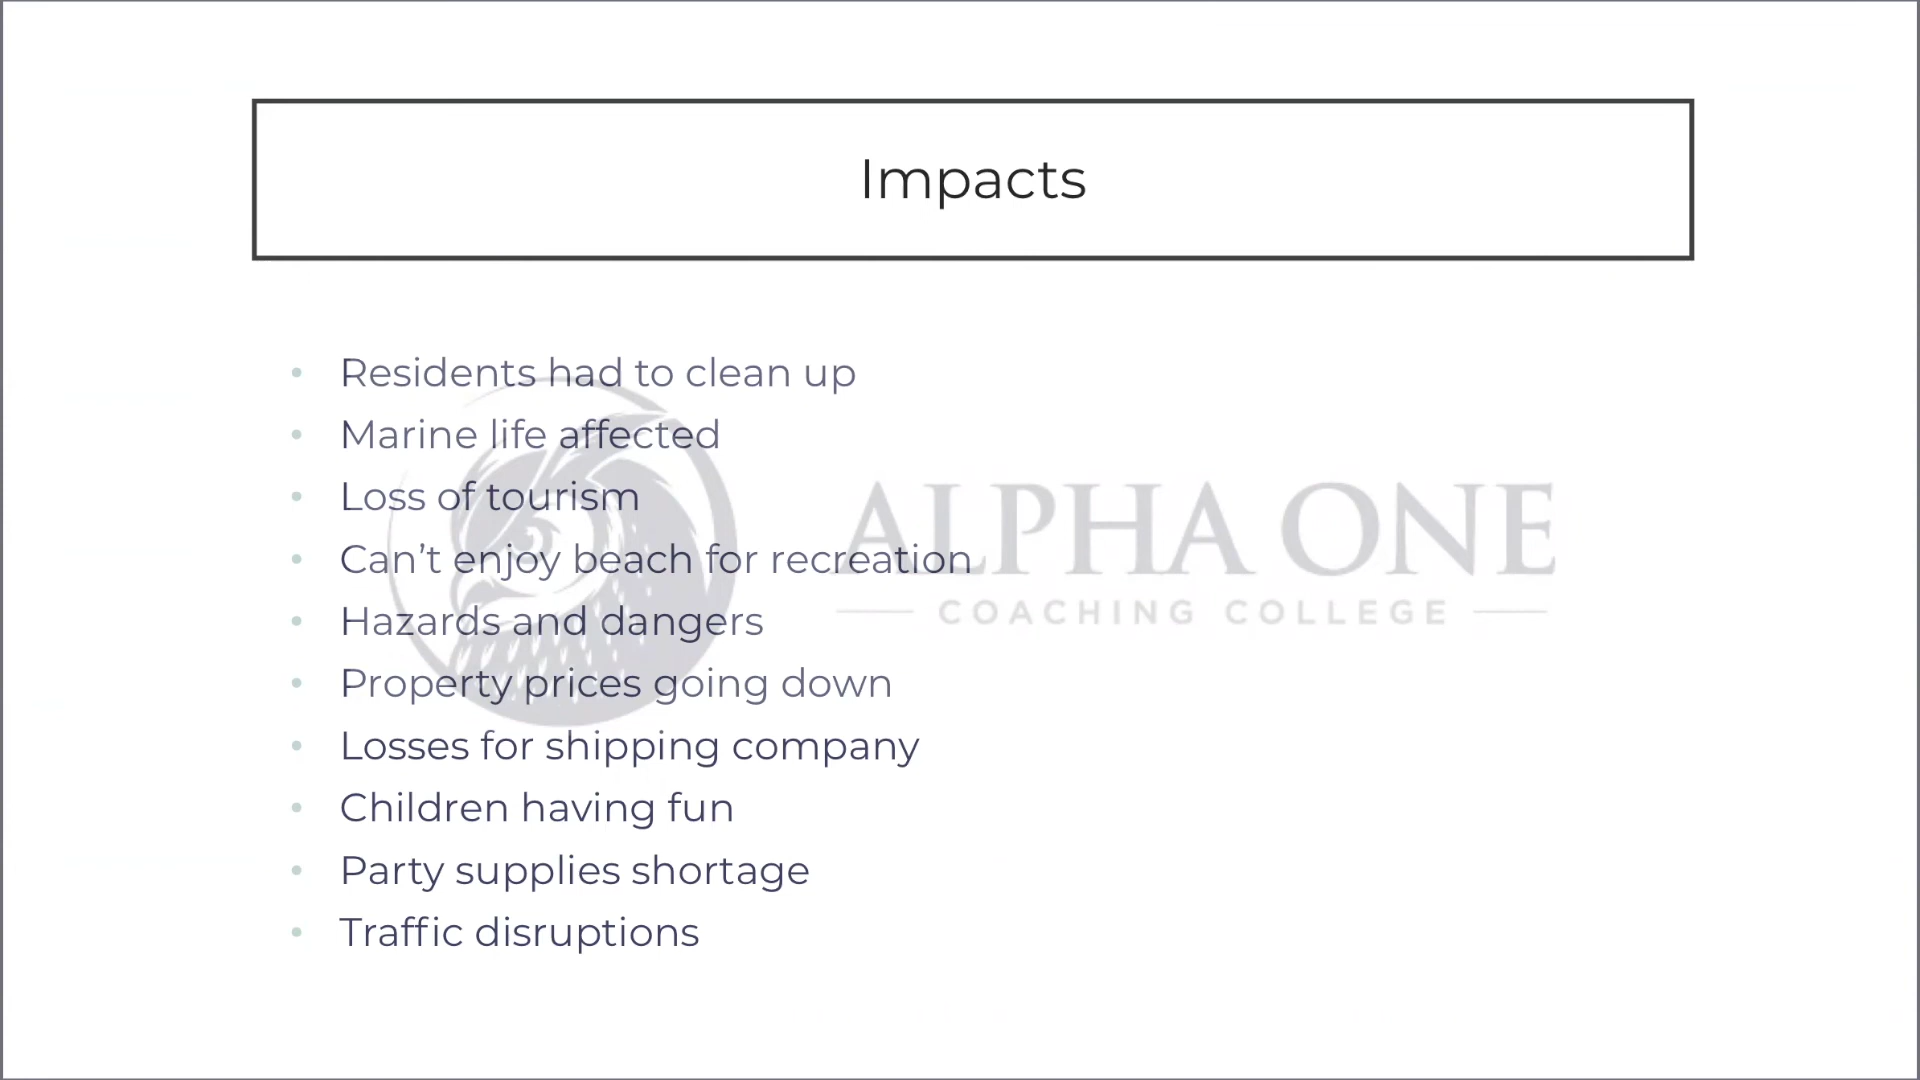 Impacts
• Residents had to clean up
• Marine life affected
• Loss of tourism
• Can’t enjoy beach for recreation
• Hazards and dangers
• Property prices going down
• Losses for shipping company
• Children having fun
• Party supplies shortage
• Traffic disruptions
ALPHA ONE
COACHING COLLEGE